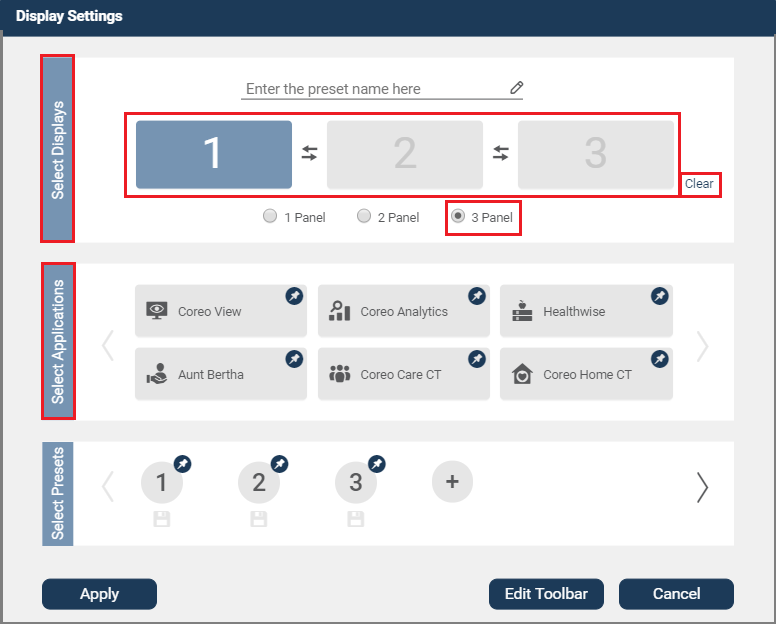 Display Settings
Select Displays
Enter the preset name here
1 2 3
Clear
1 Panel 2 Panel 3 Panel
Select Applications
Coreo View Coreo Analytics Healthwise
Aunt Bertha Coreo Care CT Coreo Home CT
Select Presets
1 2 3 +
Apply Edit Toolbar Cancel